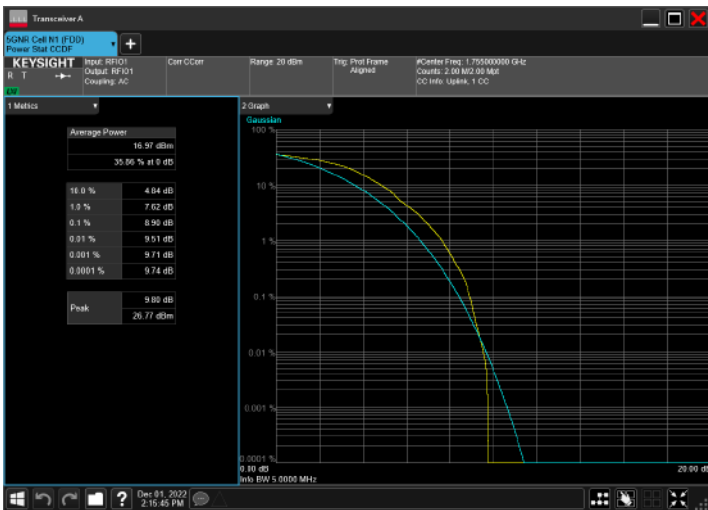 Transceiver A
5GNR Cell N1 (FDD)
Power Stat CCDF
KEYSIGHT
R T
Input: RFIO1
Output: RFIO1
Coupling: AC
Corr CCorr
Range: 20 dBm
Trig: Prot Frame
Aligned
#Center Freq: 1.755000000 GHz
Counts: 2.00 M/2.00 Mpt
CC Info: Uplink, 1 CC
1 Metrics
Average Power
16.97 dBm
35.86 % at 0 dB
10.0 % 4.84 dB
1.0 % 7.62 dB
0.1 % 8.90 dB
0.01 % 9.51 dB
0.001 % 9.71 dB
0.0001 % 9.74 dB
Peak
9.80 dB
26.77 dBm
2 Graph
Gaussian
100 %
10 %
1 %
0.1 %
0.01 %
0.001 %
0.0001 %
0.00 dB
20.00 dB
Info BW 5.0000 MHz
Dec 01, 2022
2:15:45 PM